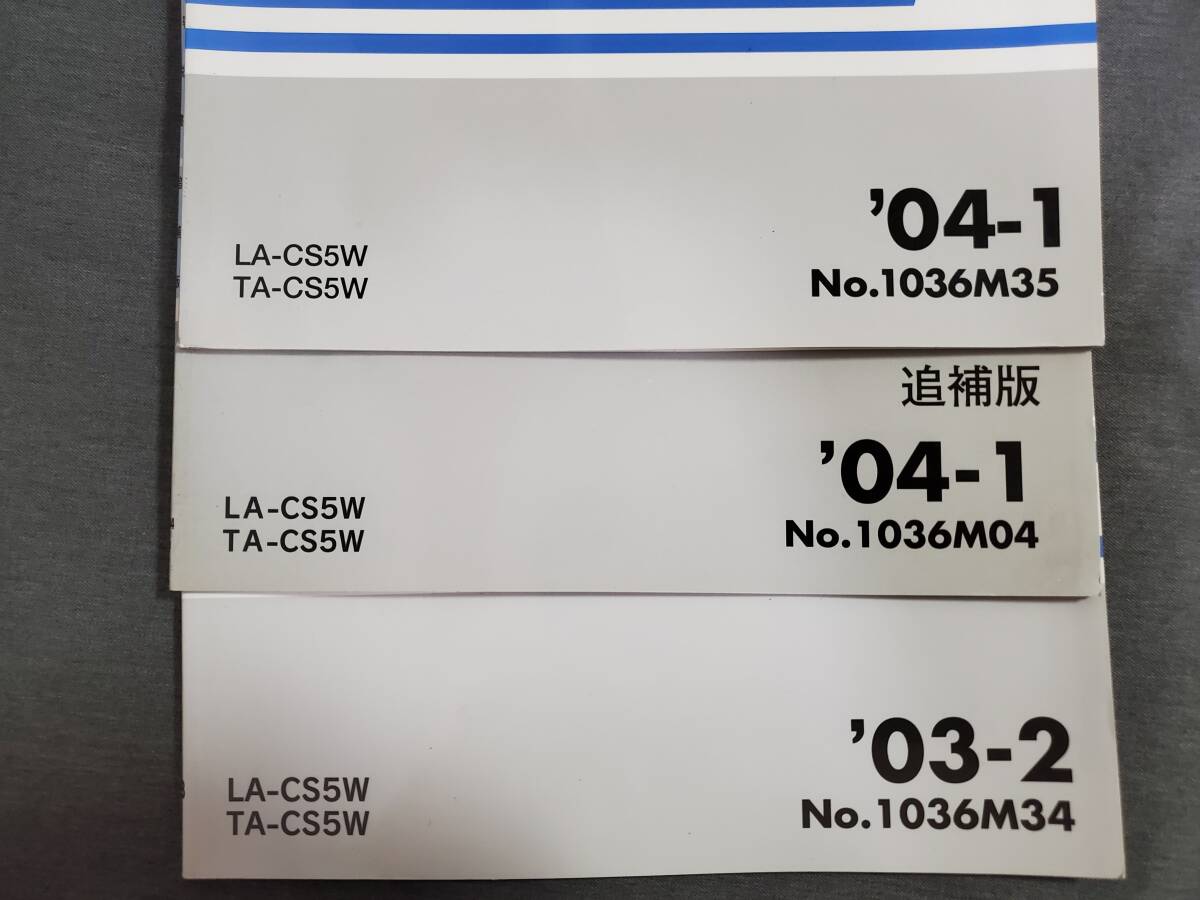 LA-CS5W
TA-CS5W
’04-1
No.1036M35
追補版
’04-1
No.1036M04
LA-CS5W
TA-CS5W
’03-2
No.1036M34
LA-CS5W
TA-CS5W